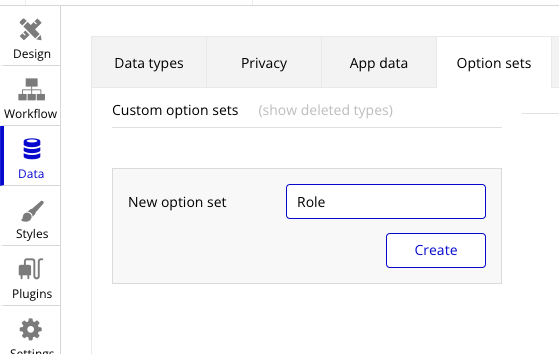 Design
Workflow
Data
Styles
Plugins
Settings
Data types Privacy App data Option sets
Custom option sets (show deleted types)
New option set Role
Create